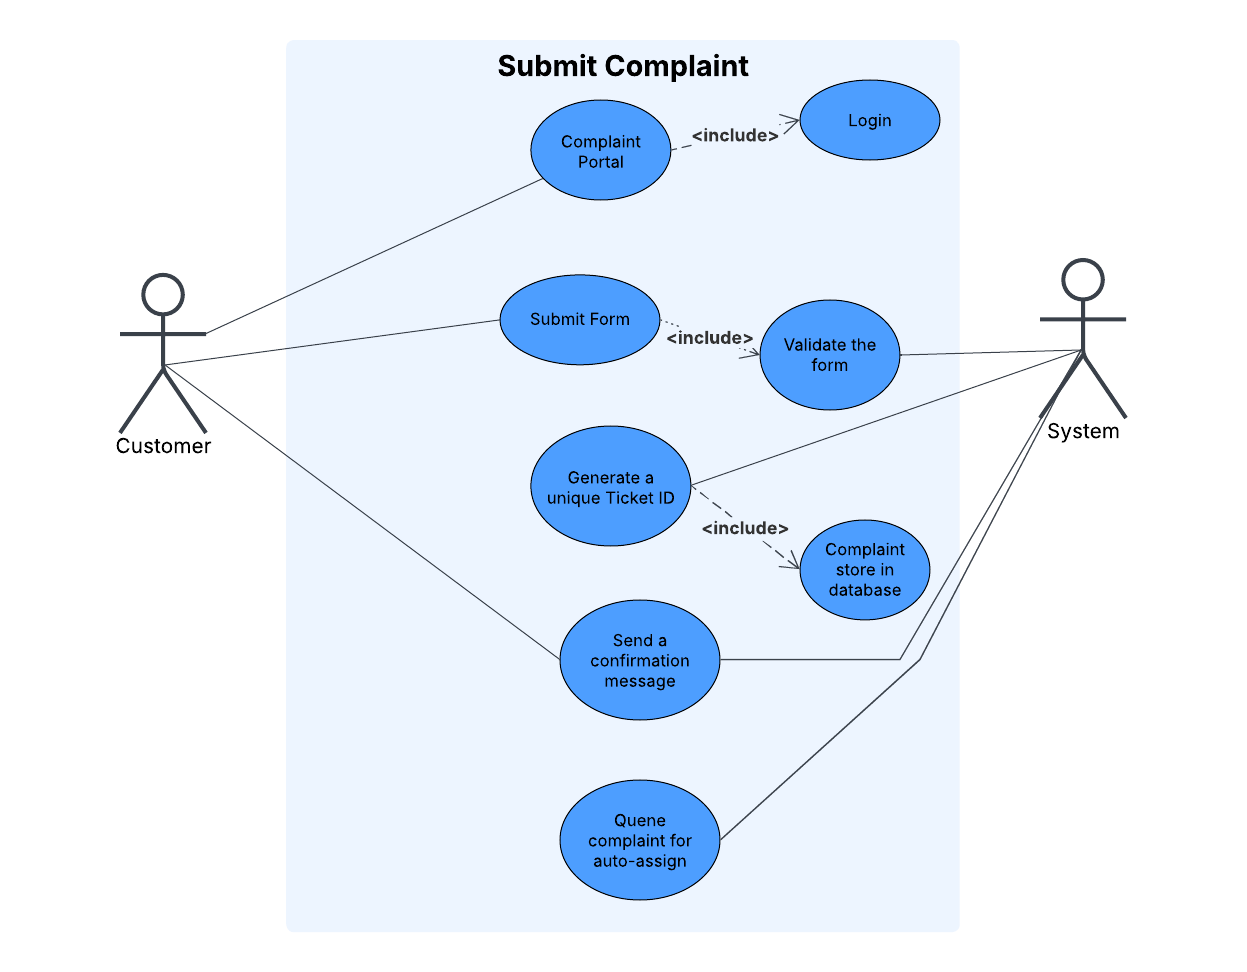 Submit Complaint
Complaint
Portal
<include>
Login
Submit Form
<include>
Validate the
form
Customer
System
Generate a
unique Ticket ID
<include>
Complaint
store in
database
Send a
confirmation
message
Quene
complaint for
auto-assign